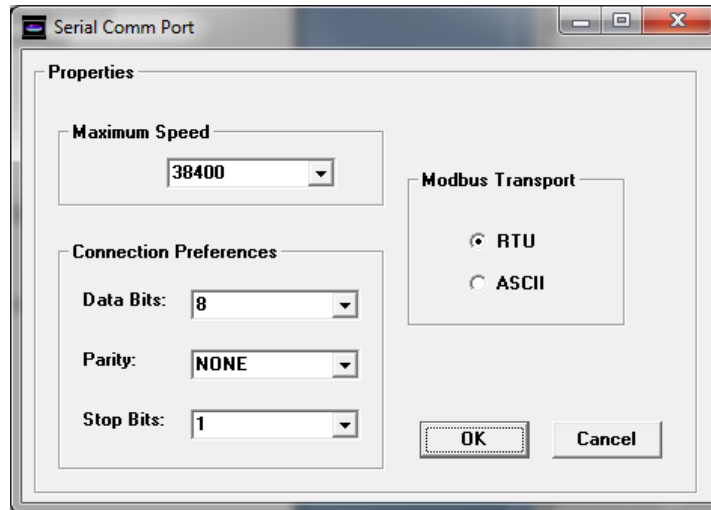 Serial Comm Port
Properties
Maximum Speed
38400
Modbus Transport
RTU
ASCII
Connection Preferences
Data Bits: 8
Parity: NONE
Stop Bits: 1
OK Cancel